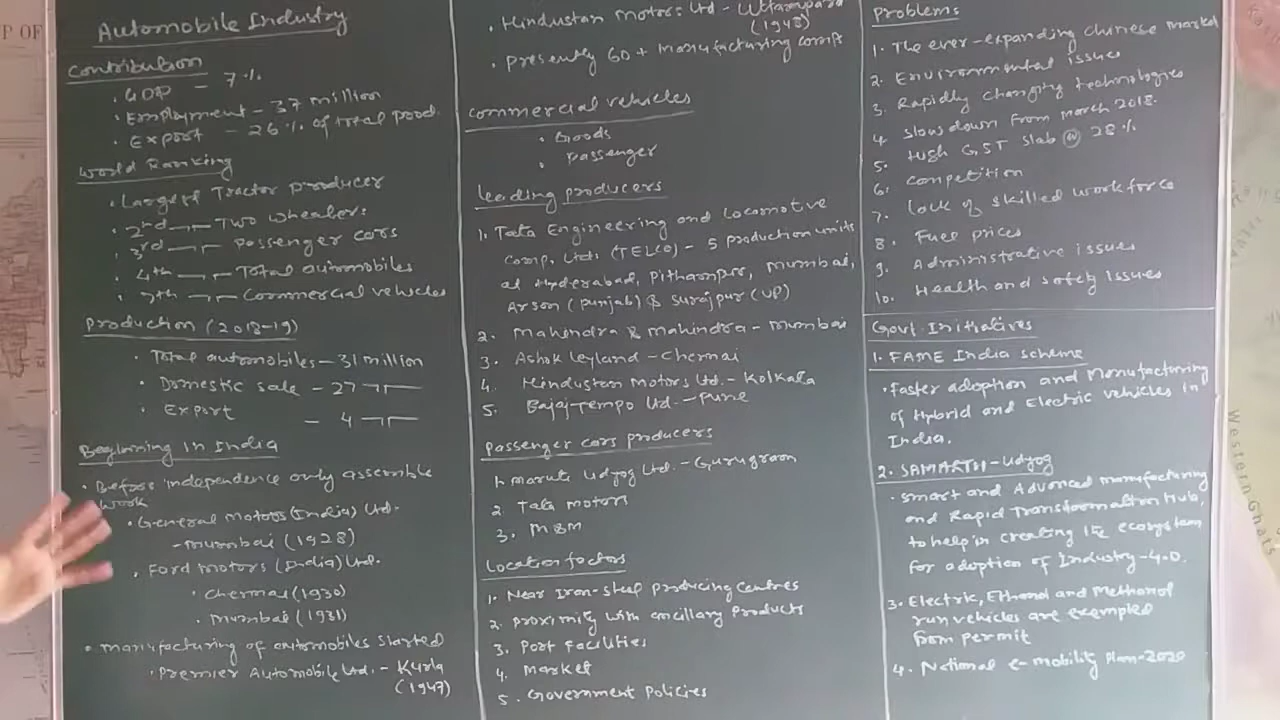 P OF
Automobile Industry
Contribution
. GDP - 7%
. Employment - 37 million
. Export - 26% of total prod.
World Ranking
. Largest Tractor producer
. 2nd —"— Two wheelers
. 3rd —"— Passenger cars
. 4th —"— Total automobiles
. 7th —"— Commercial vehicles
Production (2018-19)
. Total automobiles - 31 million
. Domestic sale - 27 —"—
. Export - 4 —"—
Beginning in India
. Before independence only assemble
work
. General Motors (India) Ltd.
- Mumbai (1928)
. Ford Motors (India) Ltd.
. Chennai (1930)
. Mumbai (1931)
. Manufacturing of automobiles started
. Premier Automobile Ltd. - Kurla
(1947)
. Hindustan Motors Ltd - Uttarpara
(1948)
. Presently 60+ manufacturing comps
Commercial vehicles
. Goods
. Passenger
Leading producers
1. Tata Engineering and Locomotive
Comp. Ltd. (TELCO) - 5 production units
at Hyderabad, Pithampur, Mumbai,
Arson (Punjab) & Surajpur (UP)
2. Mahindra & Mahindra - Mumbai
3. Ashok Leyland - Chennai
4. Hindustan Motors Ltd. - Kolkata
5. Bajaj-Tempo Ltd. - Pune
Passenger cars producers
1. Maruti Udyog Ltd. - Gurugram
2. Tata Motors
3. M&M
Location factors
1. Near Iron-steel producing centres
2. Proximity with ancillary products
3. Port Facilities
4. Market
5. Government Policies
Problems
1. The ever-expanding Chinese market
2. Environmental issues
3. Rapidly changing technologies
4. Slowdown from March 2018.
5. High GST slab 28%
6. Competition
7. Lack of skilled workforce
8. Fuel prices
9. Administrative issues
10. Health and safety issues
Govt. Initiatives
1. FAME India scheme
. Faster adoption and Manufacturing
of Hybrid and Electric vehicles in
India.
2. SAMARTH - Udyog
. Smart and Advanced manufacturing
and Rapid Transformation Hub,
to help in creating the ecosystem
for adoption of Industry-4.0.
3. Electric, Ethanol and Methanol
run vehicles are exempted
from permit
4. National e-mobility Plan-2020
Western Ghats